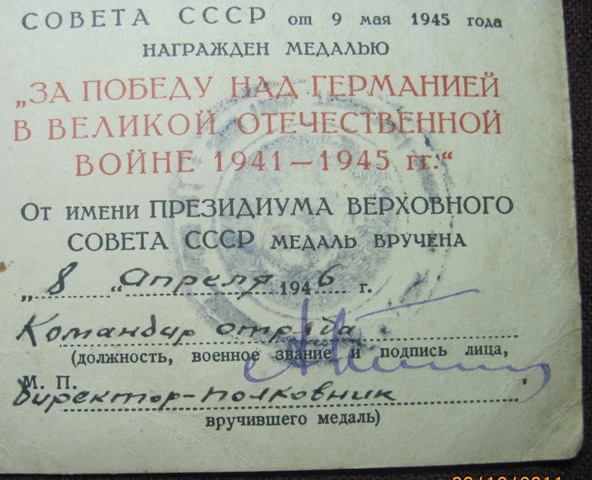 СОВЕТА СССР от 9 мая 1945 года
НАГРАЖДЕН МЕДАЛЬЮ
„ЗА ПОБЕДУ НАД ГЕРМАНИЕЙ
В ВЕЛИКОЙ ОТЕЧЕСТВЕННОЙ
ВОЙНЕ 1941—1945 гг.“
От имени ПРЕЗИДИУМА ВЕРХОВНОГО
СОВЕТА СССР МЕДАЛЬ ВРУЧЕНА
„8“ апреля 1946 г.
Командир отряда
(должность, военное звание и подпись лица,
М. П.
Директор-полковник
вручившего медаль)